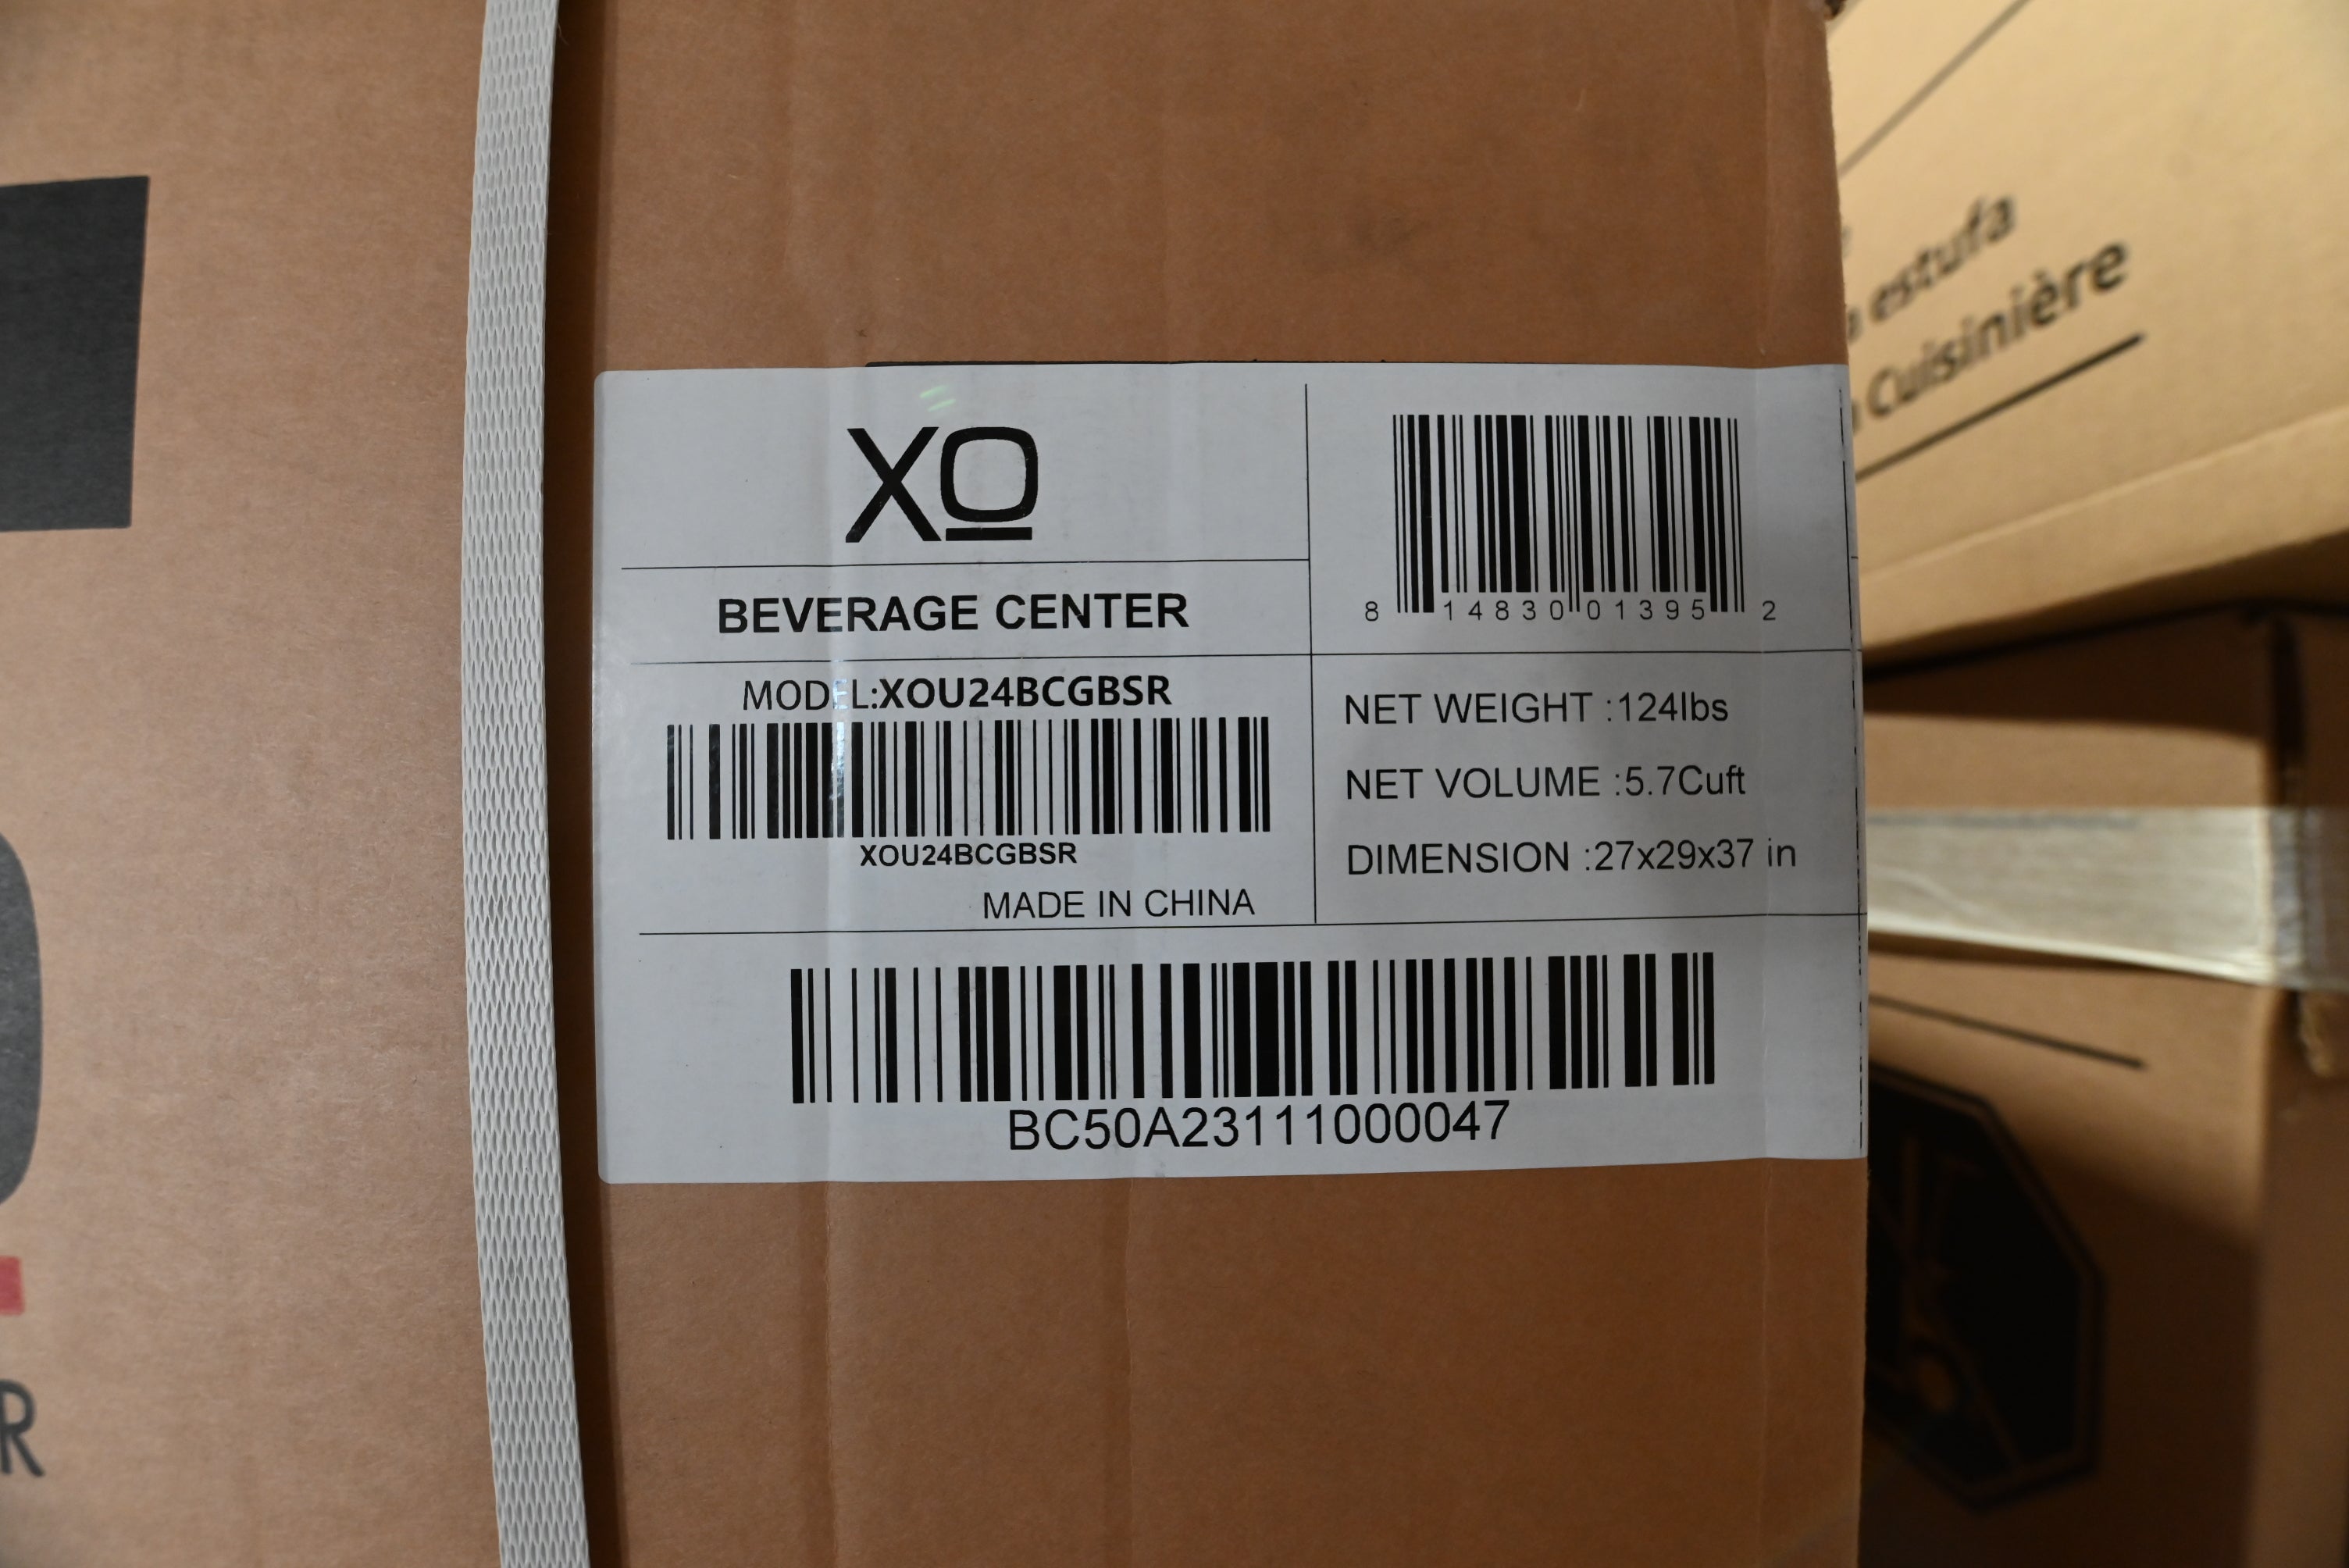 XO
BEVERAGE CENTER
MODEL:XOU24BCGBSR
XOU24BCGBSR
MADE IN CHINA
8 14830 01395 2
NET WEIGHT :124lbs
NET VOLUME :5.7Cuft
DIMENSION :27x29x37 in
BC50A23111000047
estufa
Cuisinière
R